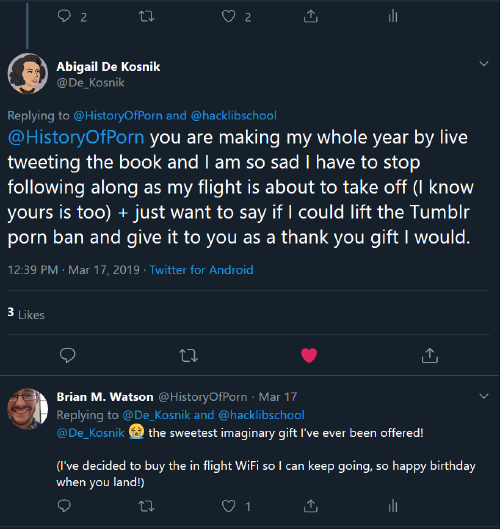 2 2
Abigail De Kosnik
@De_Kosnik
Replying to @HistoryOfPorn and @hacklibschool
@HistoryOfPorn you are making my whole year by live
tweeting the book and I am so sad I have to stop
following along as my flight is about to take off (I know
yours is too) + just want to say if I could lift the Tumblr
porn ban and give it to you as a thank you gift I would.
12:39 PM · Mar 17, 2019 · Twitter for Android
3 Likes
Brian M. Watson @HistoryOfPorn · Mar 17
Replying to @De_Kosnik and @hacklibschool
@De_Kosnik 😭 the sweetest imaginary gift I've ever been offered!
(I've decided to buy the in flight WiFi so I can keep going, so happy birthday
when you land!)
1